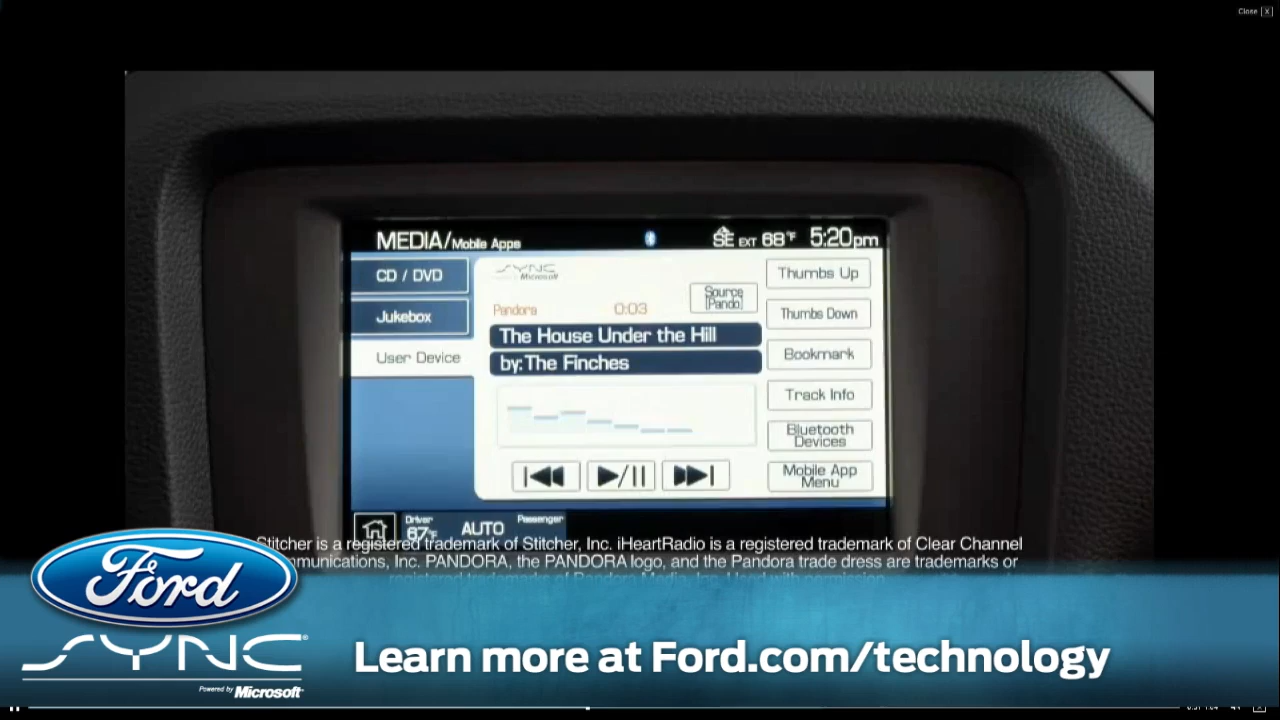 Close [X]
MEDIA/Mobile Apps
SE EXT 68°F 5:20pm
CD / DVD
Jukebox
User Device
SYNC
Microsoft
Source
[Pando]
Pandora 0:03
The House Under the Hill
by:The Finches
Thumbs Up
Thumbs Down
Bookmark
Track Info
Bluetooth
Devices
Mobile App
Menu
Driver
67°F
AUTO
Passenger
Stitcher is a registered trademark of Stitcher, Inc. iHeartRadio is a registered trademark of Clear Channel
Inc. PANDORA, the PANDORA logo, and the Pandora trade dress are trademarks or
Ford
SYNC®
Powered by Microsoft
Learn more at Ford.com/technology